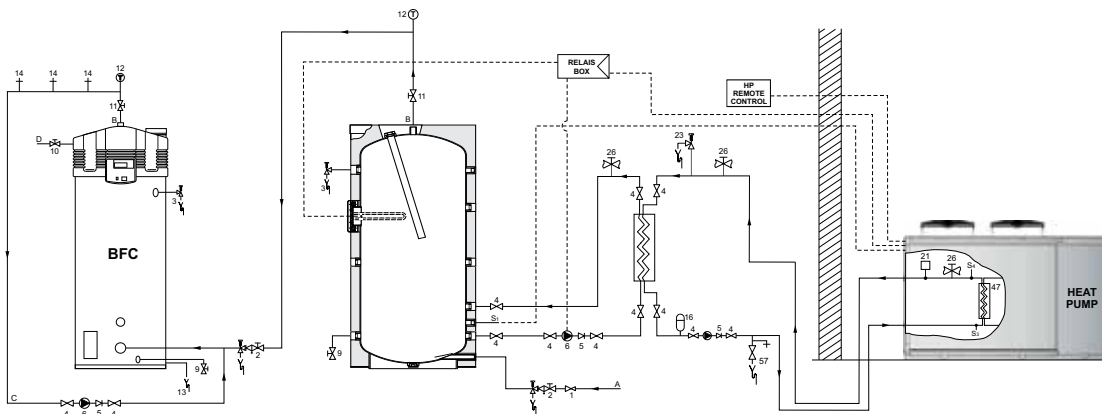 12 T
RELAIS
BOX
14 14 14
12
T
HP
REMOTE
CONTROL
11
11
B
B
D
10
23
26
26
3
3
4 4
BFC
21 26 S4
47
HEAT
PUMP
4
S1
4
4 4
16
S3
4 6 5 4
4 5 4
2
9
57
9
13
A
2 1
C
4 6 5 4